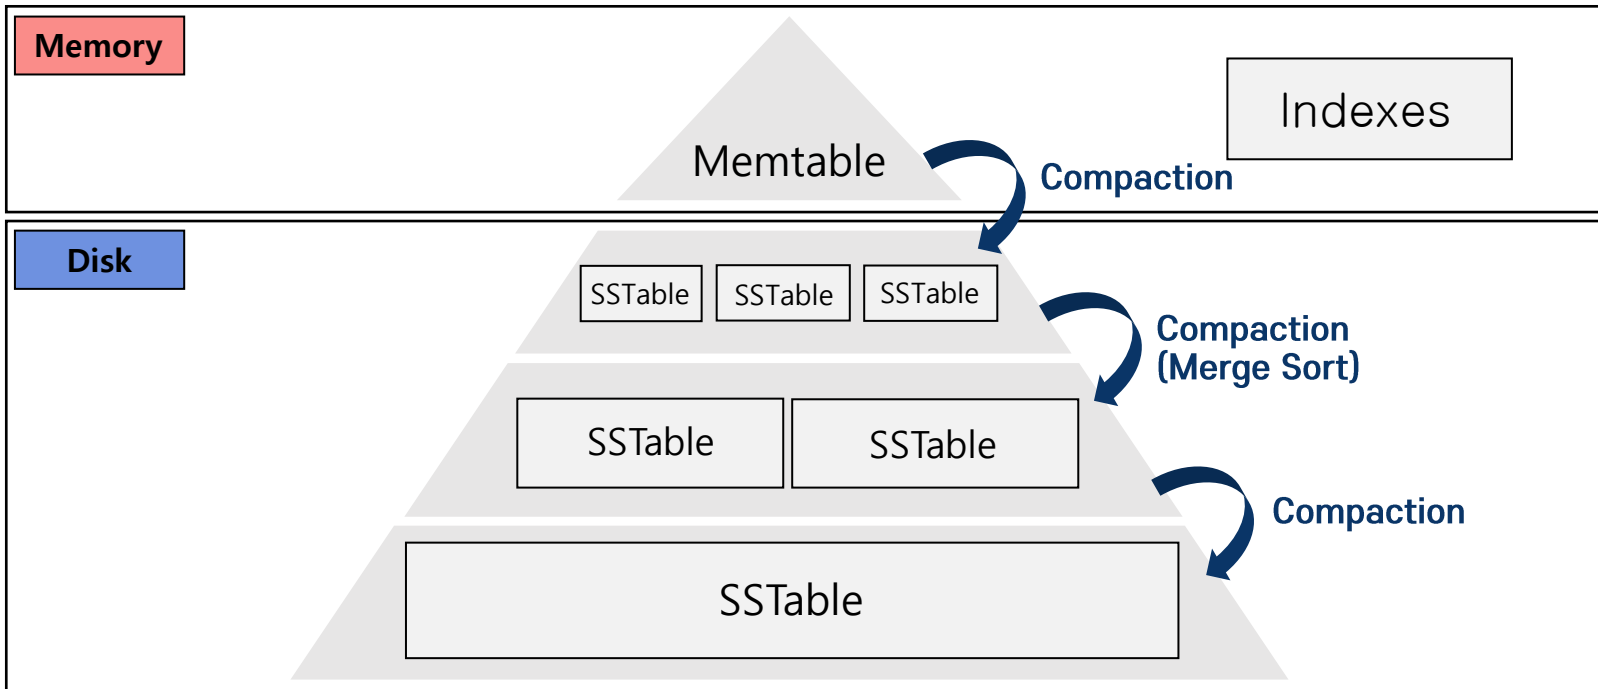 Memory
Indexes
Memtable
Compaction
Disk
SSTable SSTable SSTable
Compaction
(Merge Sort)
SSTable SSTable
Compaction
SSTable